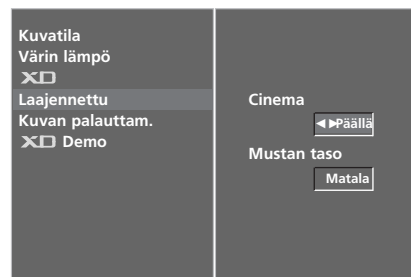 Kuvatila
Värin lämpö
XD
Laajennettu
Kuvan palauttam.
XD Demo
Cinema
◄►Päällä
Mustan taso
Matala